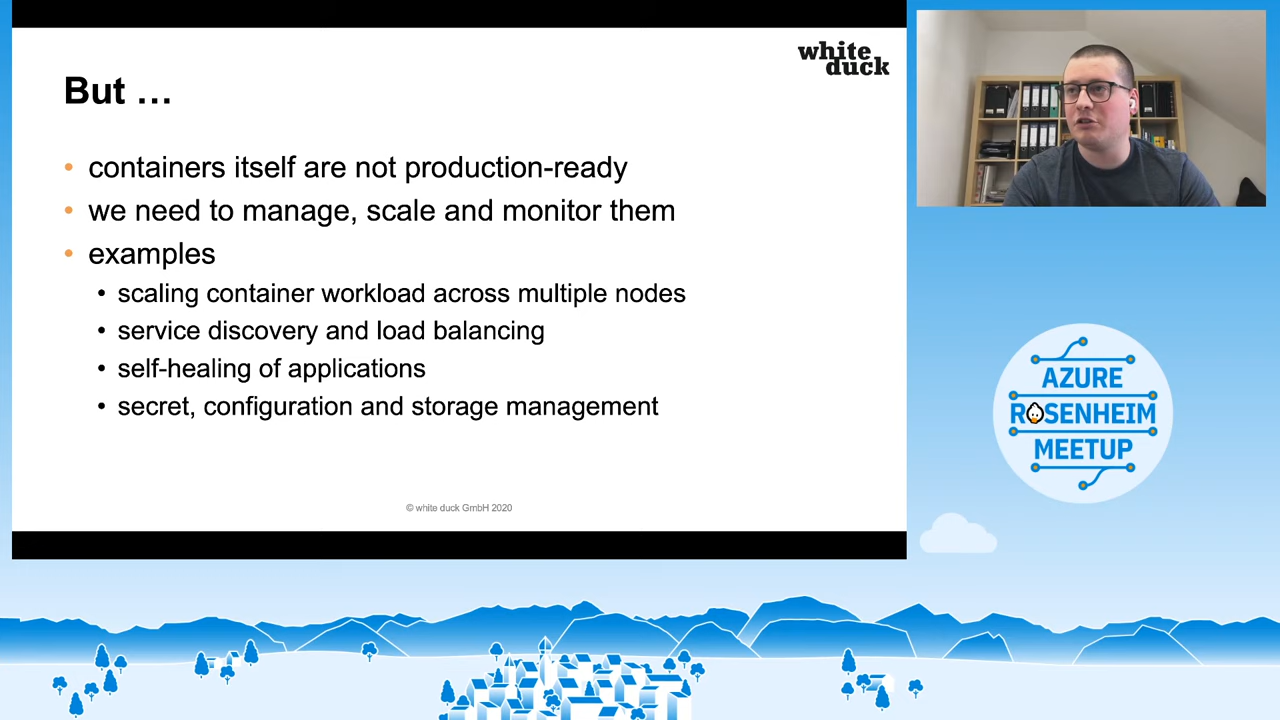 white
duck
But …
• containers itself are not production-ready
• we need to manage, scale and monitor them
• examples
• scaling container workload across multiple nodes
• service discovery and load balancing
• self-healing of applications
• secret, configuration and storage management
© white duck GmbH 2020
AZURE
ROSENHEIM
MEETUP